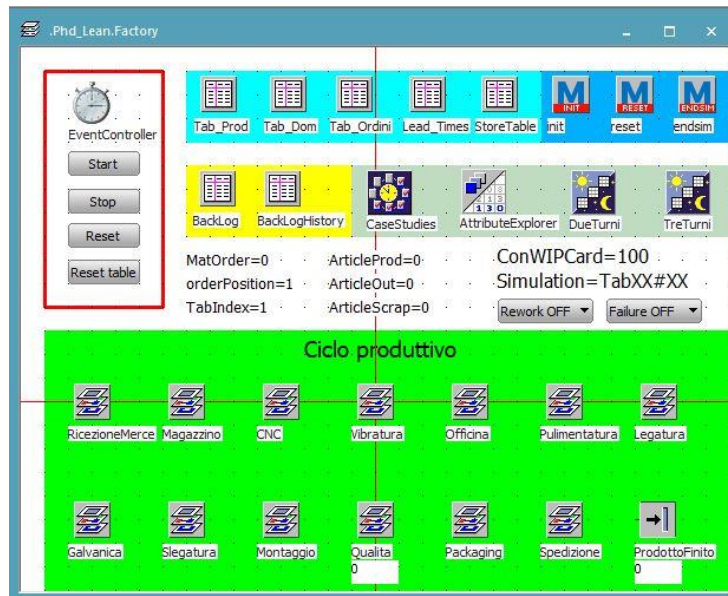 .Phd_Lean.Factory
EventController
Start
Stop
Reset
Reset table
Tab_Prod Tab_Dom Tab_Ordini Lead_Times StoreTable init reset endsim
M INIT M RESET M ENDSIM
BackLog BackLogHistory CaseStudies AttributeExplorer DueTurni TreTurni
MatOrder=0 ArticleProd=0 ConWIPCard=100
orderPosition=1 ArticleOut=0 Simulation=TabXX#XX
TabIndex=1 ArticleScrap=0 Rework OFF Failure OFF
Ciclo produttivo
RicezioneMerce Magazzino CNC Vibratura Officina Pulimentatura Legatura
Galvanica Slegatura Montaggio Qualita Packaging Spedizione ProdottoFinito
0 0